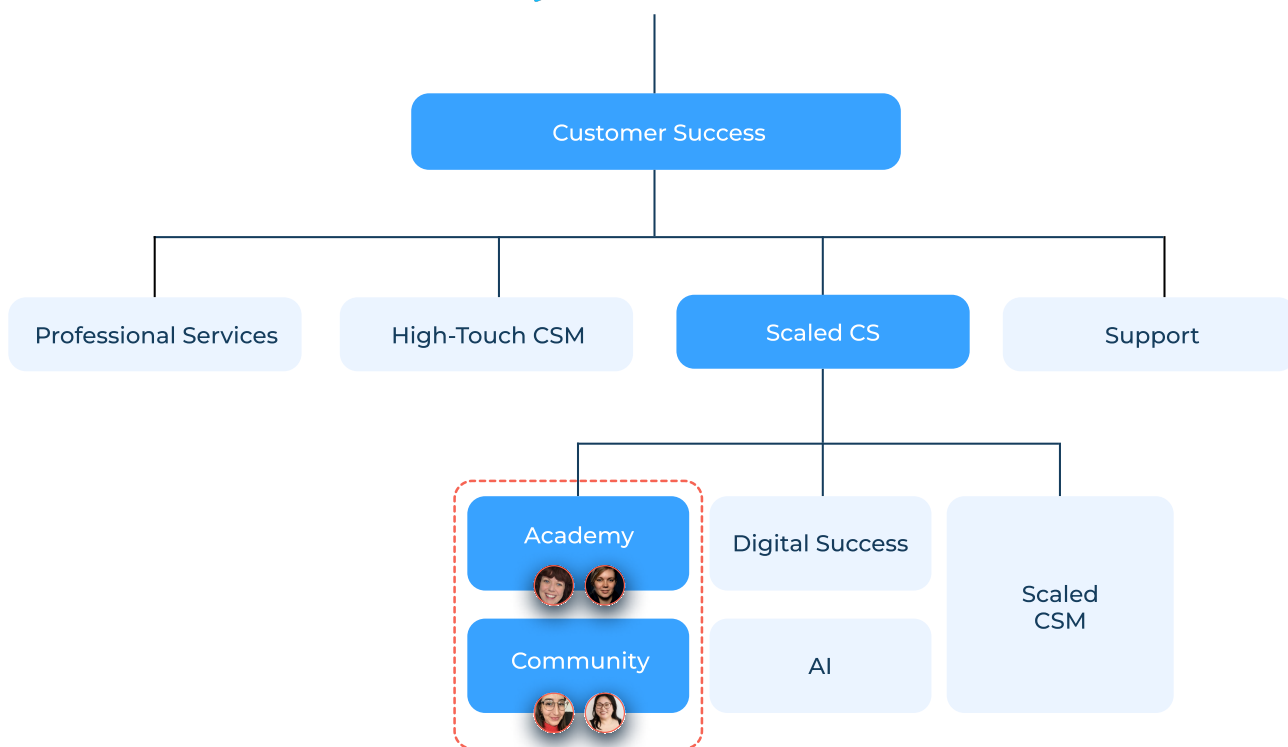 Customer Success
Professional Services
High-Touch CSM
Scaled CS
Support
Academy
Digital Success
Scaled
CSM
Community
AI